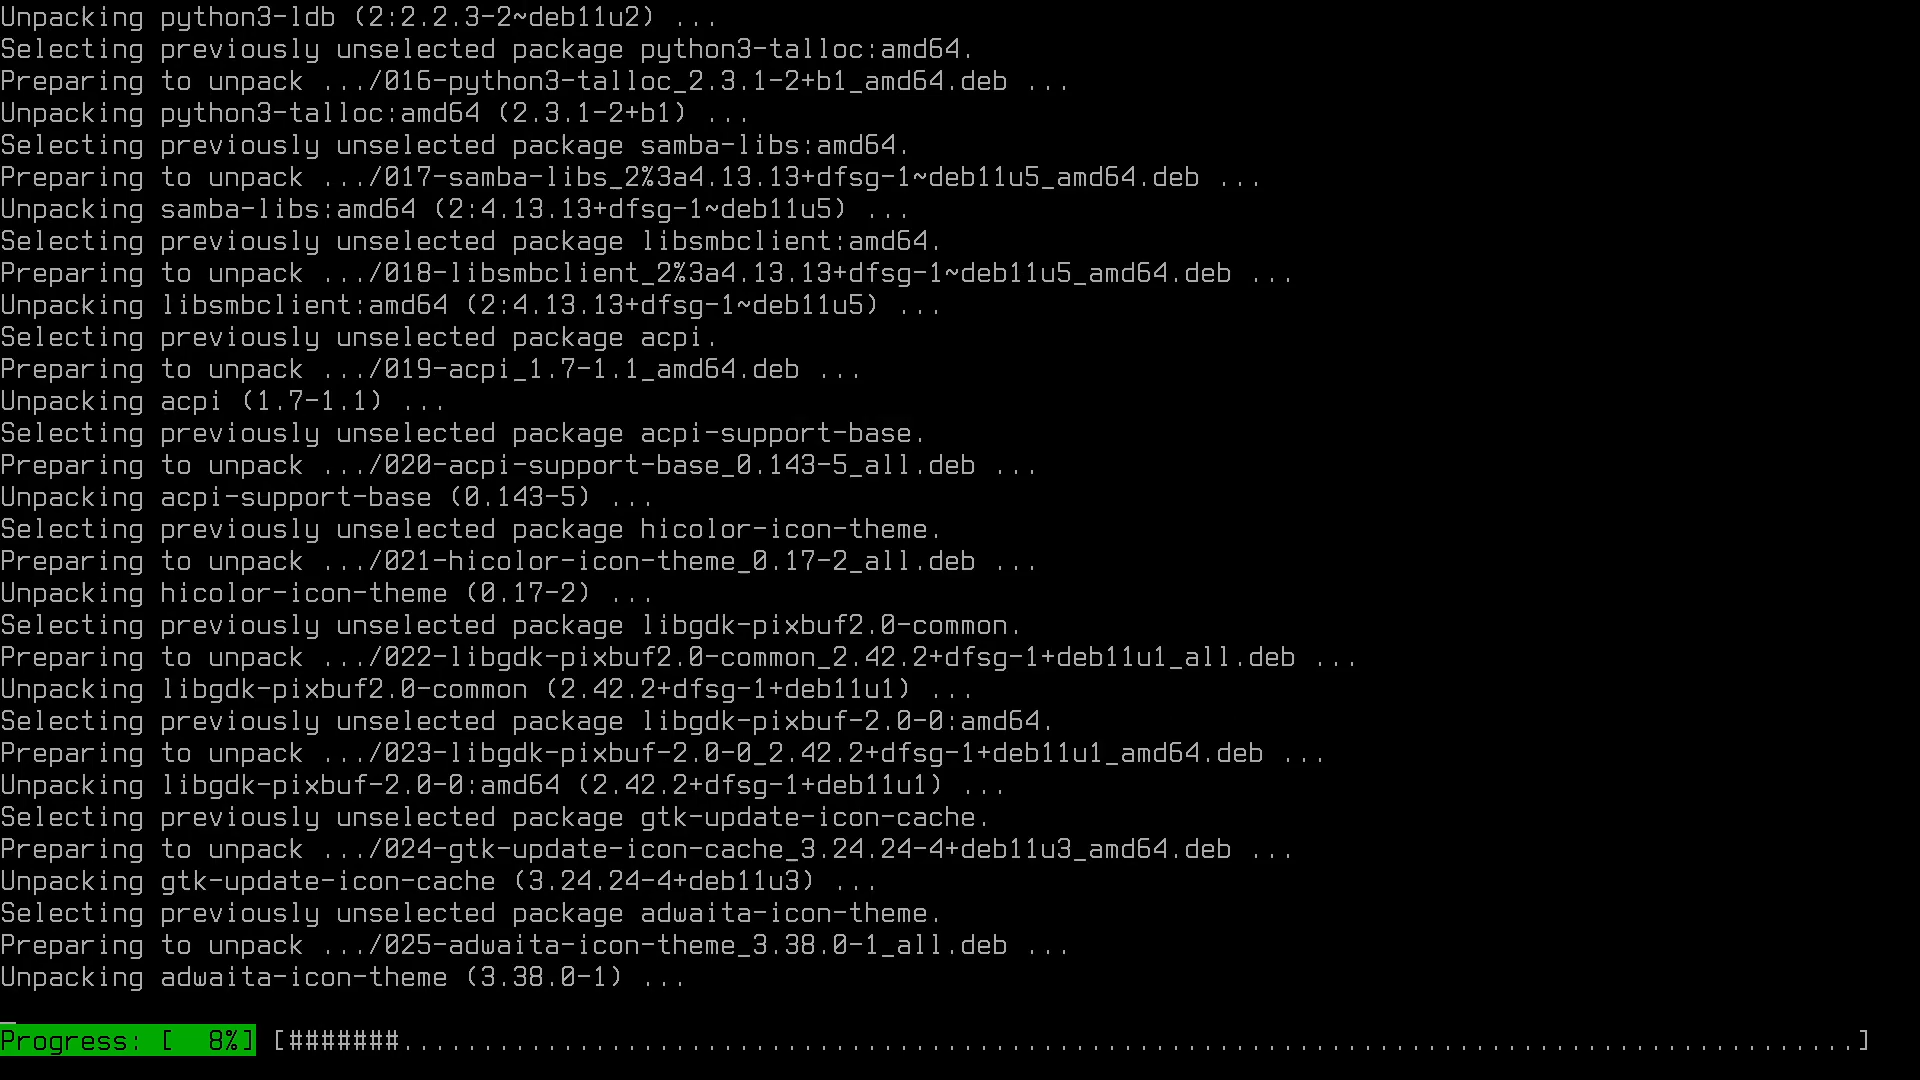 Unpacking python3-ldb (2:2.2.3-2~deb11u2) ...
Selecting previously unselected package python3-talloc:amd64.
Preparing to unpack .../016-python3-talloc_2.3.1-2+b1_amd64.deb ...
Unpacking python3-talloc:amd64 (2.3.1-2+b1) ...
Selecting previously unselected package samba-libs:amd64.
Preparing to unpack .../017-samba-libs_2%3a4.13.13+dfsg-1~deb11u5_amd64.deb ...
Unpacking samba-libs:amd64 (2:4.13.13+dfsg-1~deb11u5) ...
Selecting previously unselected package libsmbclient:amd64.
Preparing to unpack .../018-libsmbclient_2%3a4.13.13+dfsg-1~deb11u5_amd64.deb ...
Unpacking libsmbclient:amd64 (2:4.13.13+dfsg-1~deb11u5) ...
Selecting previously unselected package acpi.
Preparing to unpack .../019-acpi_1.7-1.1_amd64.deb ...
Unpacking acpi (1.7-1.1) ...
Selecting previously unselected package acpi-support-base.
Preparing to unpack .../020-acpi-support-base_0.143-5_all.deb ...
Unpacking acpi-support-base (0.143-5) ...
Selecting previously unselected package hicolor-icon-theme.
Preparing to unpack .../021-hicolor-icon-theme_0.17-2_all.deb ...
Unpacking hicolor-icon-theme (0.17-2) ...
Selecting previously unselected package libgdk-pixbuf2.0-common.
Preparing to unpack .../022-libgdk-pixbuf2.0-common_2.42.2+dfsg-1+deb11u1_all.deb ...
Unpacking libgdk-pixbuf2.0-common (2.42.2+dfsg-1+deb11u1) ...
Selecting previously unselected package libgdk-pixbuf-2.0-0:amd64.
Preparing to unpack .../023-libgdk-pixbuf-2.0-0_2.42.2+dfsg-1+deb11u1_amd64.deb ...
Unpacking libgdk-pixbuf-2.0-0:amd64 (2.42.2+dfsg-1+deb11u1) ...
Selecting previously unselected package gtk-update-icon-cache.
Preparing to unpack .../024-gtk-update-icon-cache_3.24.24-4+deb11u3_amd64.deb ...
Unpacking gtk-update-icon-cache (3.24.24-4+deb11u3) ...
Selecting previously unselected package adwaita-icon-theme.
Preparing to unpack .../025-adwaita-icon-theme_3.38.0-1_all.deb ...
Unpacking adwaita-icon-theme (3.38.0-1) ...
Progress: [  8%] [#######...........................................................................................]